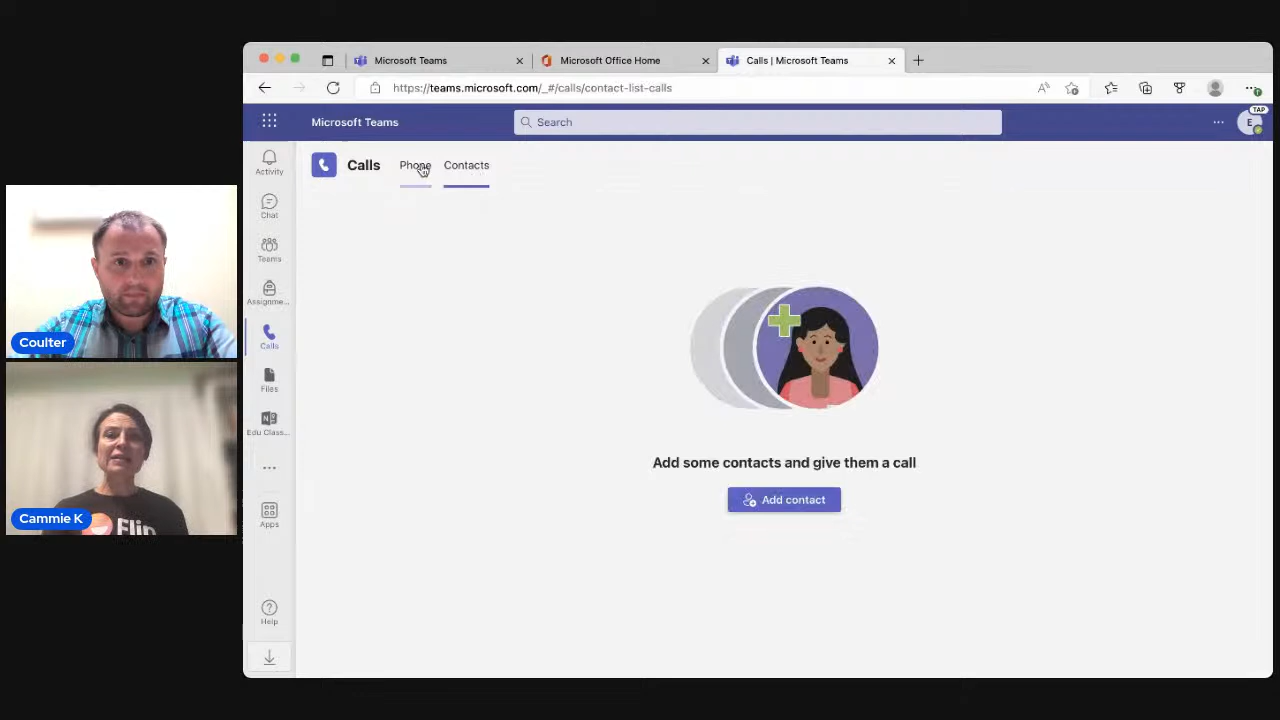 Microsoft Teams
Microsoft Office Home
Calls | Microsoft Teams
https://teams.microsoft.com/_#/calls/contact-list-calls
Microsoft Teams
Search
TAP
E
Calls
Phone
Contacts
Activity
Chat
Teams
Assignme...
Calls
Files
Edu Class...
Apps
Help
Add some contacts and give them a call
Add contact
Coulter
Cammie K
Flip